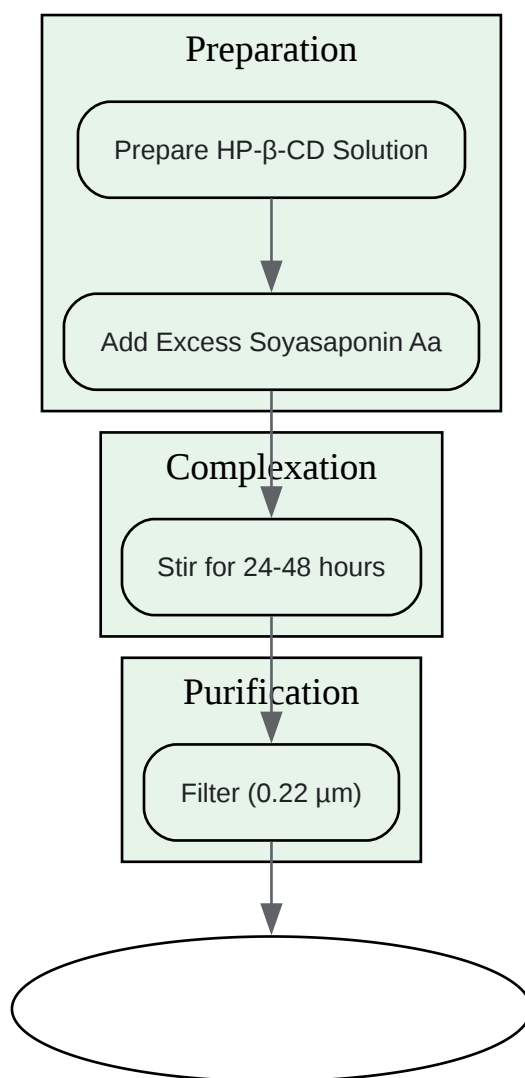 Preparation
Prepare HP-β-CD Solution
Add Excess Soyasaponin Aa
Complexation
Stir for 24-48 hours
Purification
Filter (0.22 µm)